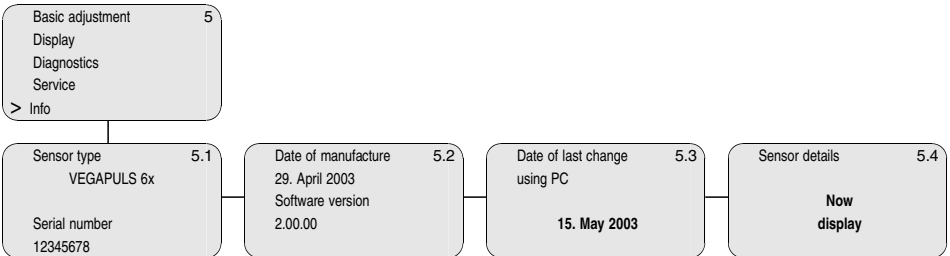 Basic adjustment 5
Display
Diagnostics
Service
> Info
Sensor type 5.1
VEGAPULS 6x
Serial number
12345678
Date of manufacture 5.2
29. April 2003
Software version
2.00.00
Date of last change 5.3
using PC
15. May 2003
Sensor details 5.4
Now
display